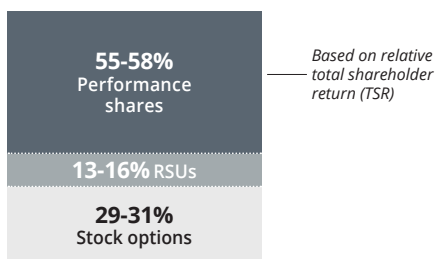 55-58%
Performance
shares
Based on relative
total shareholder
return (TSR)
13-16% RSUs
29-31%
Stock options